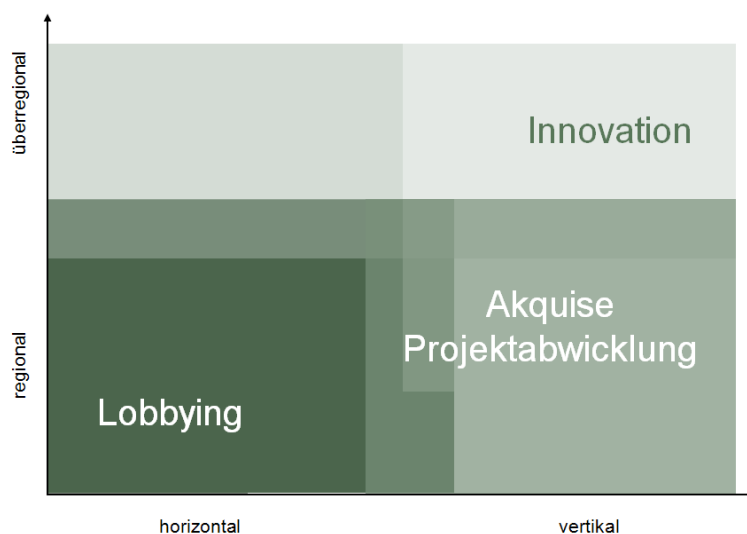 überregional
Innovation
Akquise
Projektabwicklung
regional
Lobbying
horizontal
vertikal